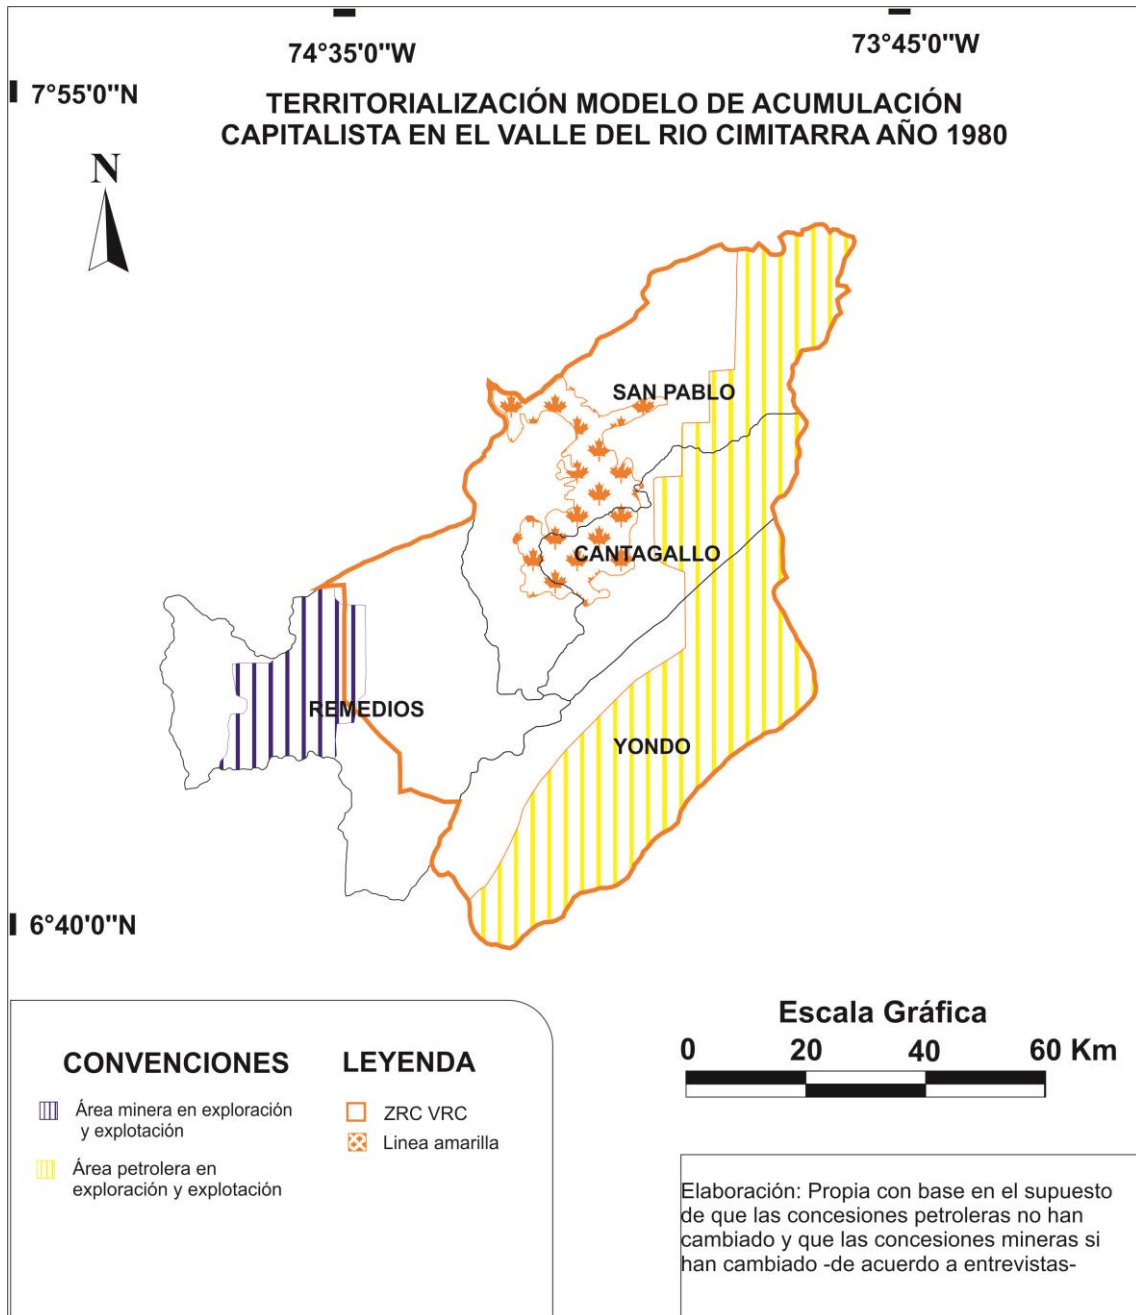 74°35'0''W
73°45'0''W
7°55'0''N
TERRITORIALIZACIÓN MODELO DE ACUMULACIÓN
CAPITALISTA EN EL VALLE DEL RIO CIMITARRA AÑO 1980
N
SAN PABLO
CANTAGALLO
REMEDIOS
YONDO
6°40'0''N
CONVENCIONES
Área minera en exploración
y explotación
Área petrolera en
exploración y explotación
LEYENDA
ZRC VRC
Linea amarilla
Escala Gráfica
0 20 40 60 Km
Elaboración: Propia con base en el supuesto
de que las concesiones petroleras no han
cambiado y que las concesiones mineras si
han cambiado -de acuerdo a entrevistas-